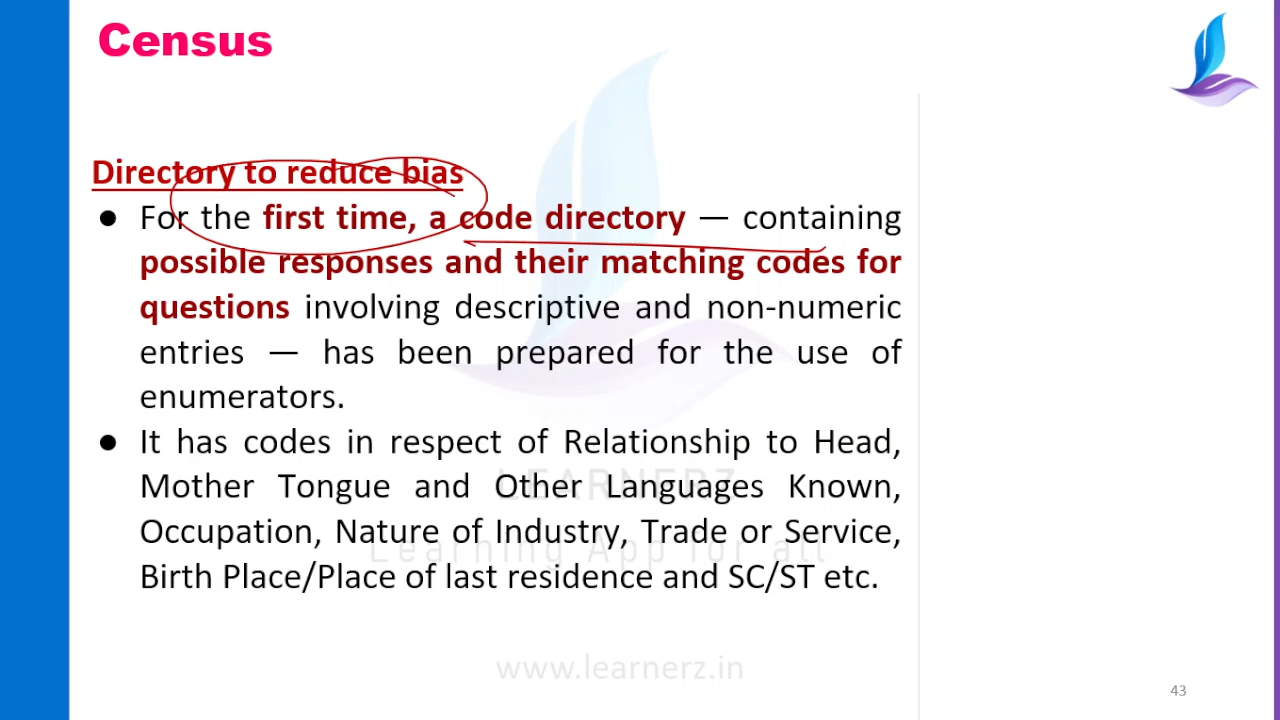 Census
Directory to reduce bias
● For the first time, a code directory — containing
possible responses and their matching codes for
questions involving descriptive and non-numeric
entries — has been prepared for the use of
enumerators.
● It has codes in respect of Relationship to Head,
Mother Tongue and Other Languages Known,
Occupation, Nature of Industry, Trade or Service,
Birth Place/Place of last residence and SC/ST etc.
LEARNERZ
Learning App for all
www.learnerz.in
43